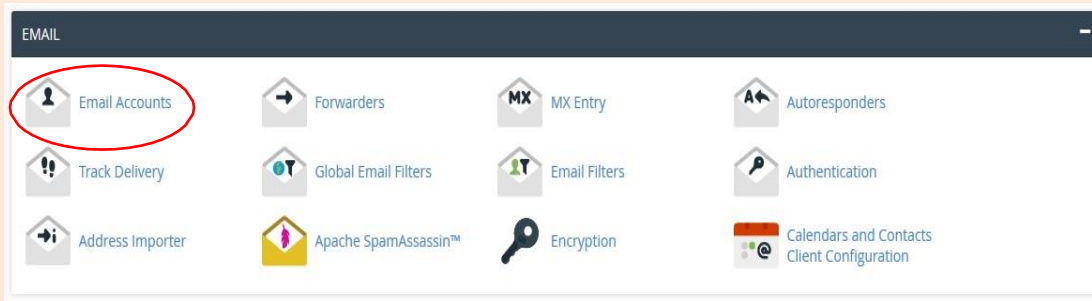 EMAIL
Email Accounts
Forwarders
MX
MX Entry
A
Autoresponders
Track Delivery
Global Email Filters
Email Filters
Authentication
i
Address Importer
Apache SpamAssassin™
Encryption
@
Calendars and Contacts
Client Configuration